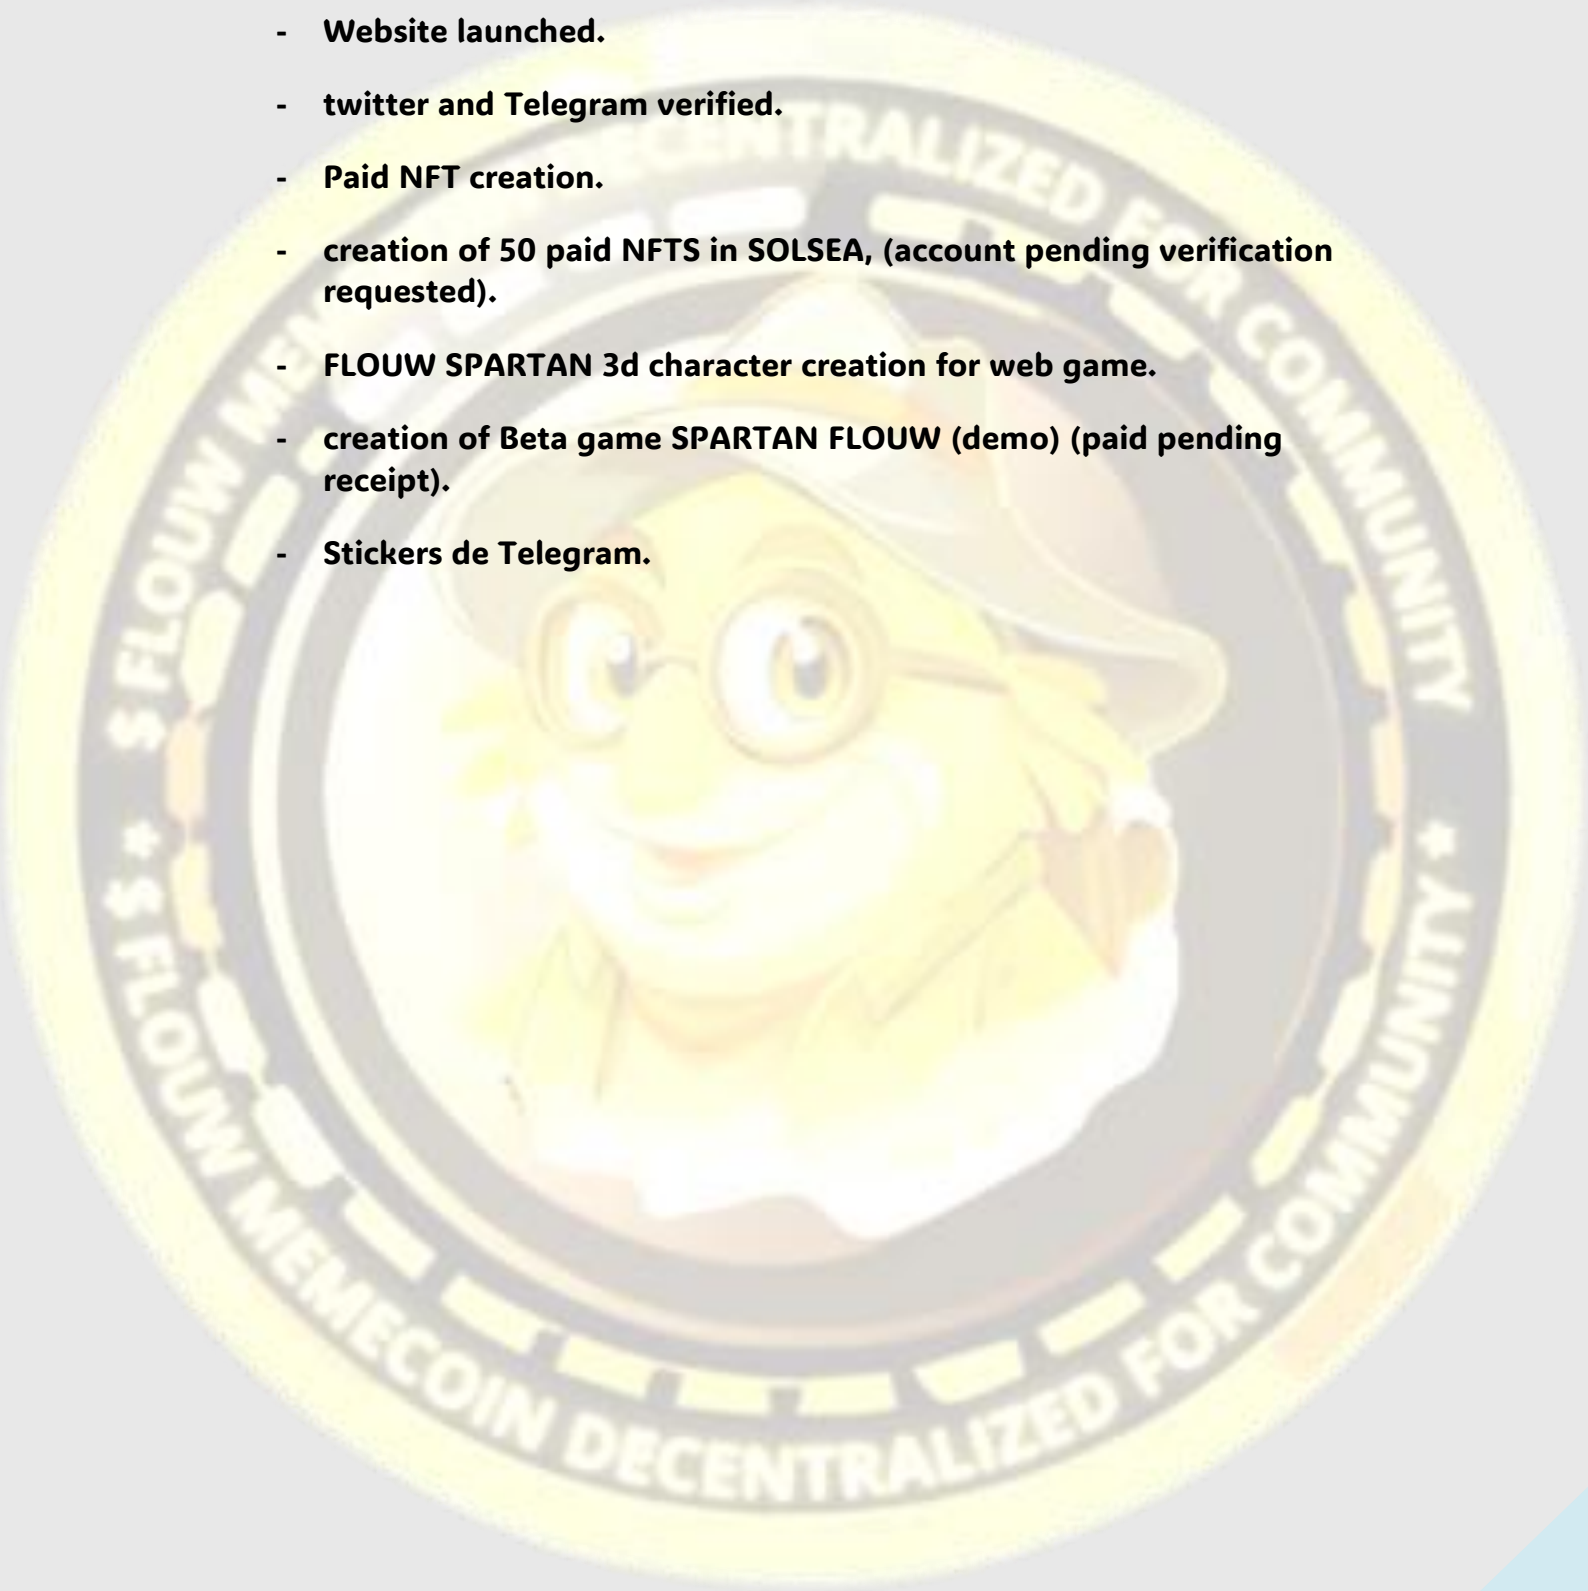 - Website launched.
- twitter and Telegram verified.
- Paid NFT creation.
- creation of 50 paid NFTS in SOLSEA, (account pending verification
requested).
- FLOUW SPARTAN 3d character creation for web game.
- creation of Beta game SPARTAN FLOUW (demo) (paid pending
receipt).
- Stickers de Telegram.
$ FLOUW DECENTRALIZED FOR COMMUNITY
$ FLOUW MEMECOIN DECENTRALIZED FOR COMMUNITY